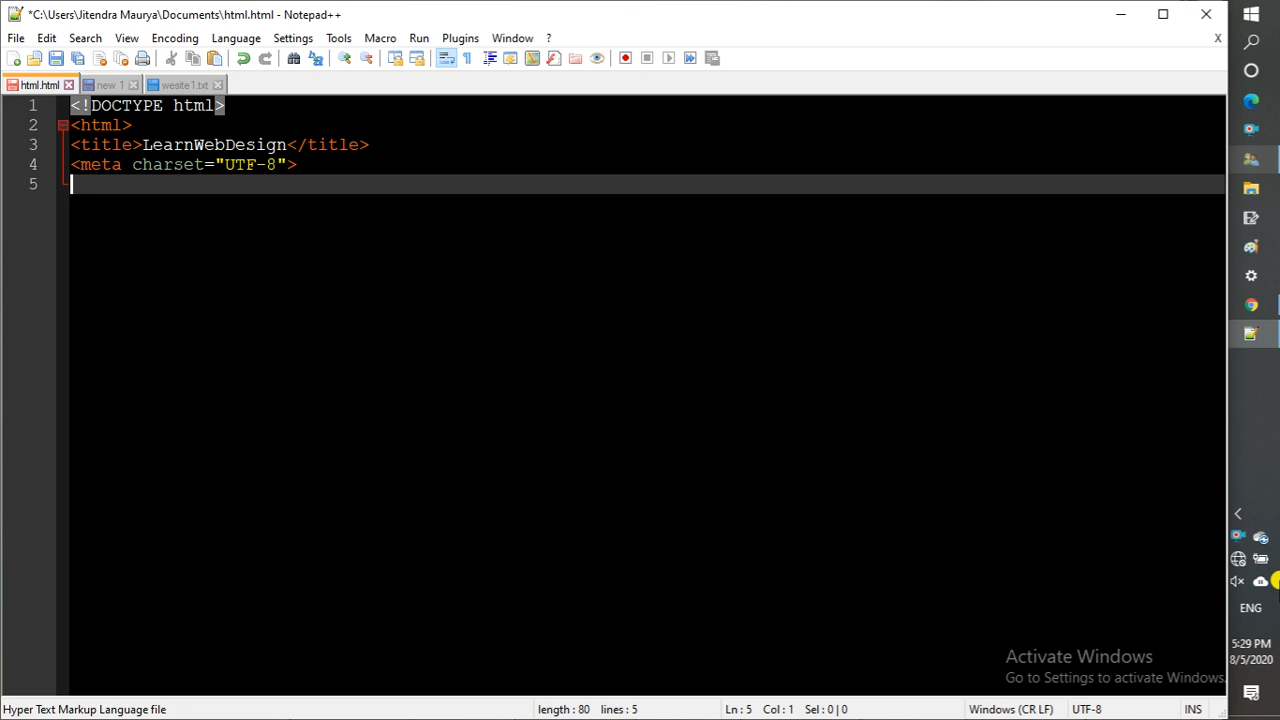 *C:\Users\Jitendra Maurya\Documents\html.html - Notepad++
File Edit Search View Encoding Language Settings Tools Macro Run Plugins Window ? X
html.html new 1 wesite1.txt
1 <!DOCTYPE html>
2 <html>
3 <title>LearnWebDesign</title>
4 <meta charset="UTF-8">
5
ENG
5:29 PM
8/5/2020
Activate Windows
Go to Settings to activate Windows.
Hyper Text Markup Language file length : 80 lines : 5 Ln : 5 Col : 1 Sel : 0 | 0 Windows (CR LF) UTF-8 INS